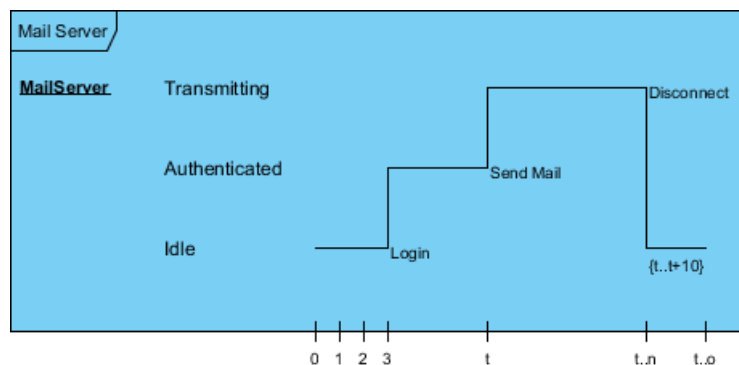 Mail Server
MailServer
Transmitting
Disconnect
Authenticated
Send Mail
Idle
Login
{t..t+10}
0 1 2 3 t t..n t..o